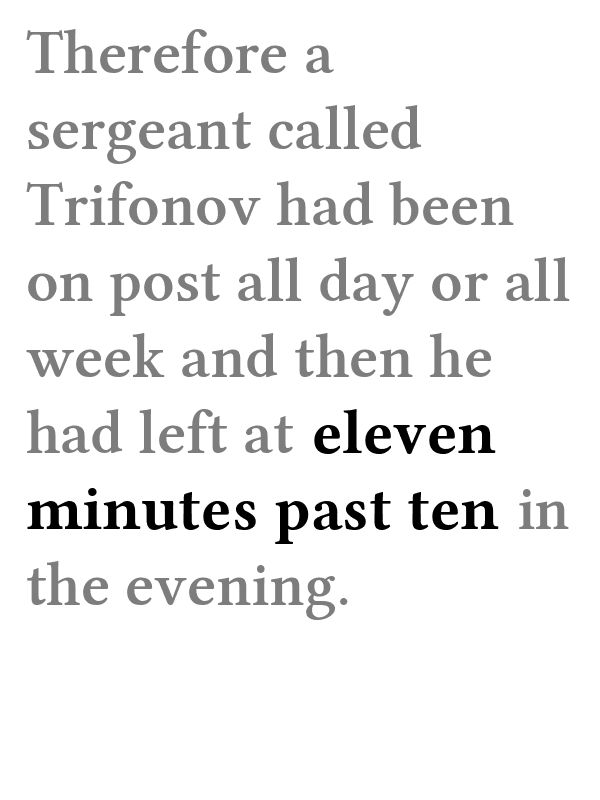 Therefore a
sergeant called
Trifonov had been
on post all day or all
week and then he
had left at eleven
minutes past ten in
the evening.